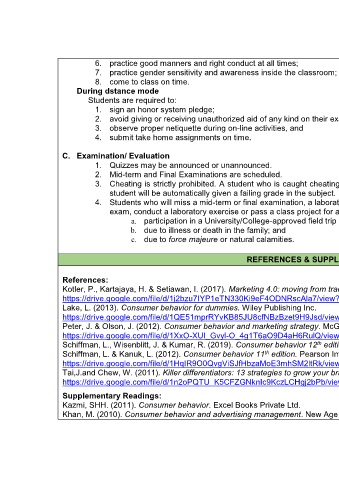 6. practice good manners and right conduct at all times;
7. practice gender sensitivity and awareness inside the classroom;
8. come to class on time.
During dstance mode
Students are required to:
1. sign an honor system pledge;
2. avoid giving or receiving unauthorized aid of any kind on their exa
3. observe proper netiquette during on-line activities, and
4. submit take home assignments on time.
C. Examination/ Evaluation
1. Quizzes may be announced or unannounced.
2. Mid-term and Final Examinations are scheduled.
3. Cheating is strictly prohibited. A student who is caught cheating
student will be automatically given a failing grade in the subject.
4. Students who will miss a mid-term or final examination, a laborat
exam, conduct a laboratory exercise or pass a class project for a
a. participation in a University/College-approved field trip
b. due to illness or death in the family; and
c. due to force majeure or natural calamities.
REFERENCES & SUPPL
References:
Kotler, P., Kartajaya, H. & Setiawan, I. (2017). Marketing 4.0: moving from trad
https://drive.google.com/file/d/1j2bzu7IYP1eTN330Ki9eF4ODNRscAla7/view?
Lake, L. (2013). Consumer behavior for dummies. Wiley Publishing Inc.
https://drive.google.com/file/d/1QE51mprRYvKB85JU8cfNBzBzet9H9Jsd/view
Peter, J. & Olson, J. (2012). Consumer behavior and marketing strategy. McG
https://drive.google.com/file/d/1XxO-XUI_GvyI-O_4q1T6aO9D4aH6RulQ/view
Schiffman, L., Wisenblit, J. & Kumar, R. (2019). Consumer behavior 12th editi
Schiffman, L. & Kanuk, L. (2012). Consumer behavior 11th edition. Pearson Int
https://drive.google.com/file/d/1HqIR9O0QvgViSJfHbzaMoE3mhSM2ItRk/view
Tai,J.and Chew, W. (2011). Killer differentiators: 13 strategies to grow your bra
https://drive.google.com/file/d/1n2oPQTU_K5CFZGNknIc9KczLCHgj2bPb/view
Supplementary Readings:
Kazmi, SHH. (2011). Consumer behavior. Excel Books Private Ltd.
Khan, M. (2010). Consumer behavior and advertising management. New Age